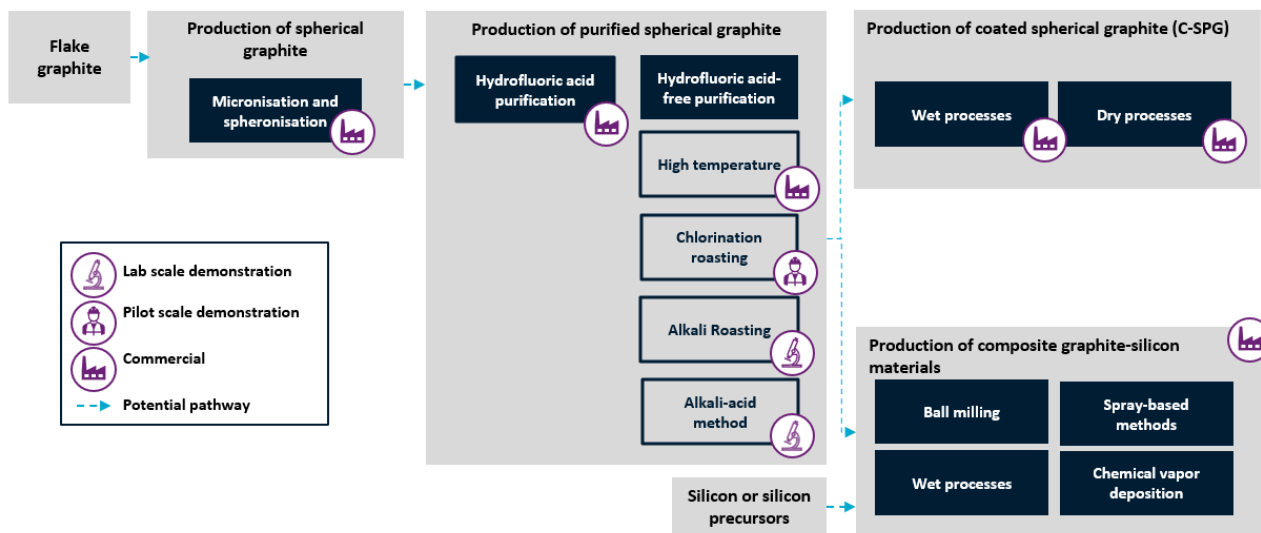 Flake
graphite
Production of spherical
graphite
Micronisation and
spheronisation
Production of purified spherical graphite
Hydrofluoric acid
purification
Hydrofluoric acid-
free purification
High temperature
Chlorination
roasting
Alkali Roasting
Alkali-acid
method
Production of coated spherical graphite (C-SPG)
Wet processes
Dry processes
Lab scale demonstration
Pilot scale demonstration
Commercial
Potential pathway
Silicon or silicon
precursors
Production of composite graphite-silicon
materials
Ball milling
Spray-based
methods
Wet processes
Chemical vapor
deposition